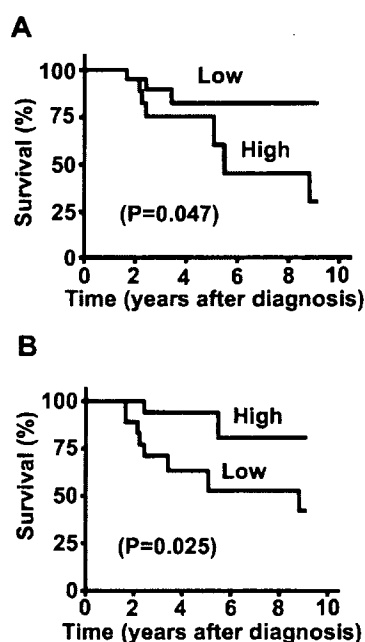 A
Survival (%)
100
75
50
25
0
Low
High
(P=0.047)
0 2 4 6 8 10
Time (years after diagnosis)
B
Survival (%)
100
75
50
25
0
High
Low
(P=0.025)
0 2 4 6 8 10
Time (years after diagnosis)